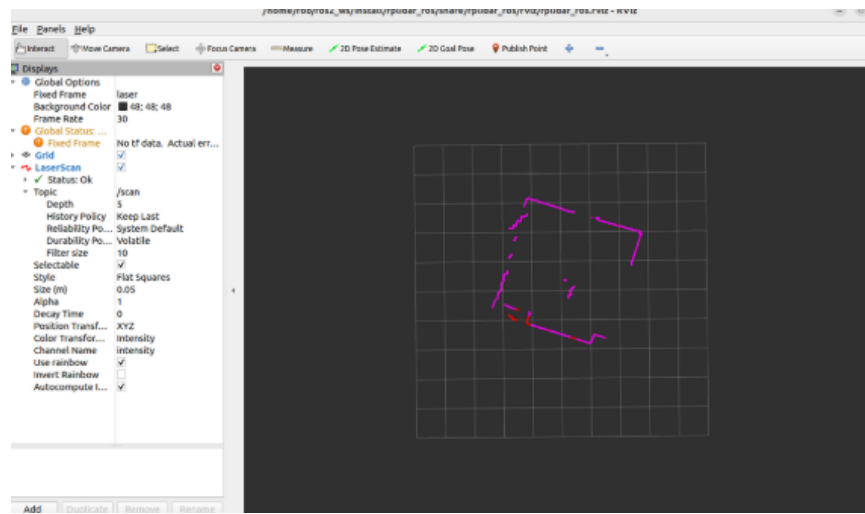 /home/rob/ros2_ws/install/rplidar_ros/share/rplidar_ros/rviz/rplidar_ros.rviz - RViz
File Panels Help
Interact Move Camera Select Focus Camera Measure 2D Pose Estimate 2D Goal Pose Publish Point
Displays
Global Options
Fixed Frame laser
Background Color 48; 48; 48
Frame Rate 30
Global Status: ...
Fixed Frame No tf data. Actual err...
Grid
LaserScan
Status: Ok
Topic /scan
Depth 5
History Policy Keep Last
Reliability Po... System Default
Durability Po... Volatile
Filter size 10
Selectable
Style Flat Squares
Size (m) 0.05
Alpha 1
Decay Time 0
Position Transf... XYZ
Color Transfor... Intensity
Channel Name intensity
Use rainbow
Invert Rainbow
Autocompute I...
Add Duplicate Remove Rename